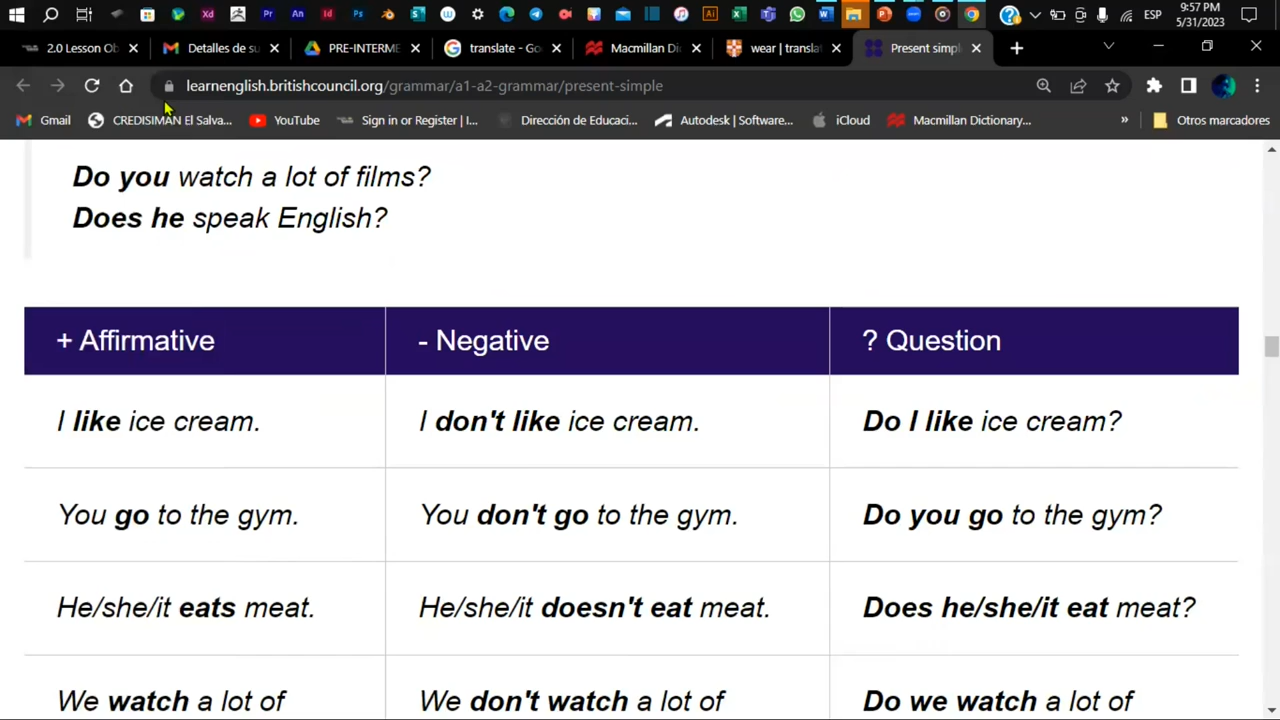 9:57 PM
ESP
5/31/2023
2.0 Lesson Ob
Detalles de su
PRE-INTERME
translate - Go
Macmillan Di
wear | transla
Present simpl
learnenglish.britishcouncil.org/grammar/a1-a2-grammar/present-simple
Gmail
CREDISIMAN El Salva...
YouTube
Sign in or Register | I...
Dirección de Educaci...
Autodesk | Software...
iCloud
Macmillan Dictionary...
»
Otros marcadores
Do you watch a lot of films?
Does he speak English?
+ Affirmative
- Negative
? Question
I like ice cream.
I don't like ice cream.
Do I like ice cream?
You go to the gym.
You don't go to the gym.
Do you go to the gym?
He/she/it eats meat.
He/she/it doesn't eat meat.
Does he/she/it eat meat?
We watch a lot of
We don't watch a lot of
Do we watch a lot of